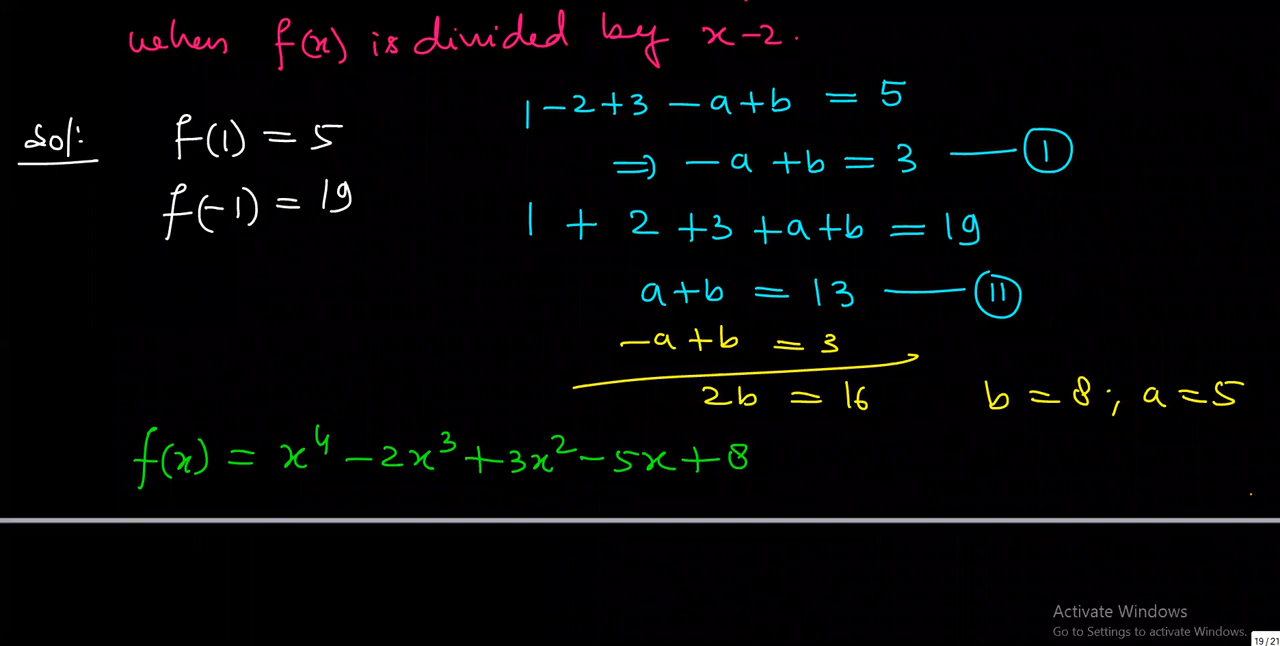 when f(x) is divided by x-2.
Sol:
f(1) = 5
f(-1) = 19
1-2+3-a+b = 5
⇒ -a+b = 3 — I
1 + 2 +3 +a+b = 19
a+b = 13 — II
-a+b = 3
2b = 16
b = 8 ; a = 5
f(x) = x⁴ - 2x³ + 3x² - 5x + 8
Activate Windows
Go to Settings to activate Windows.
19 / 21